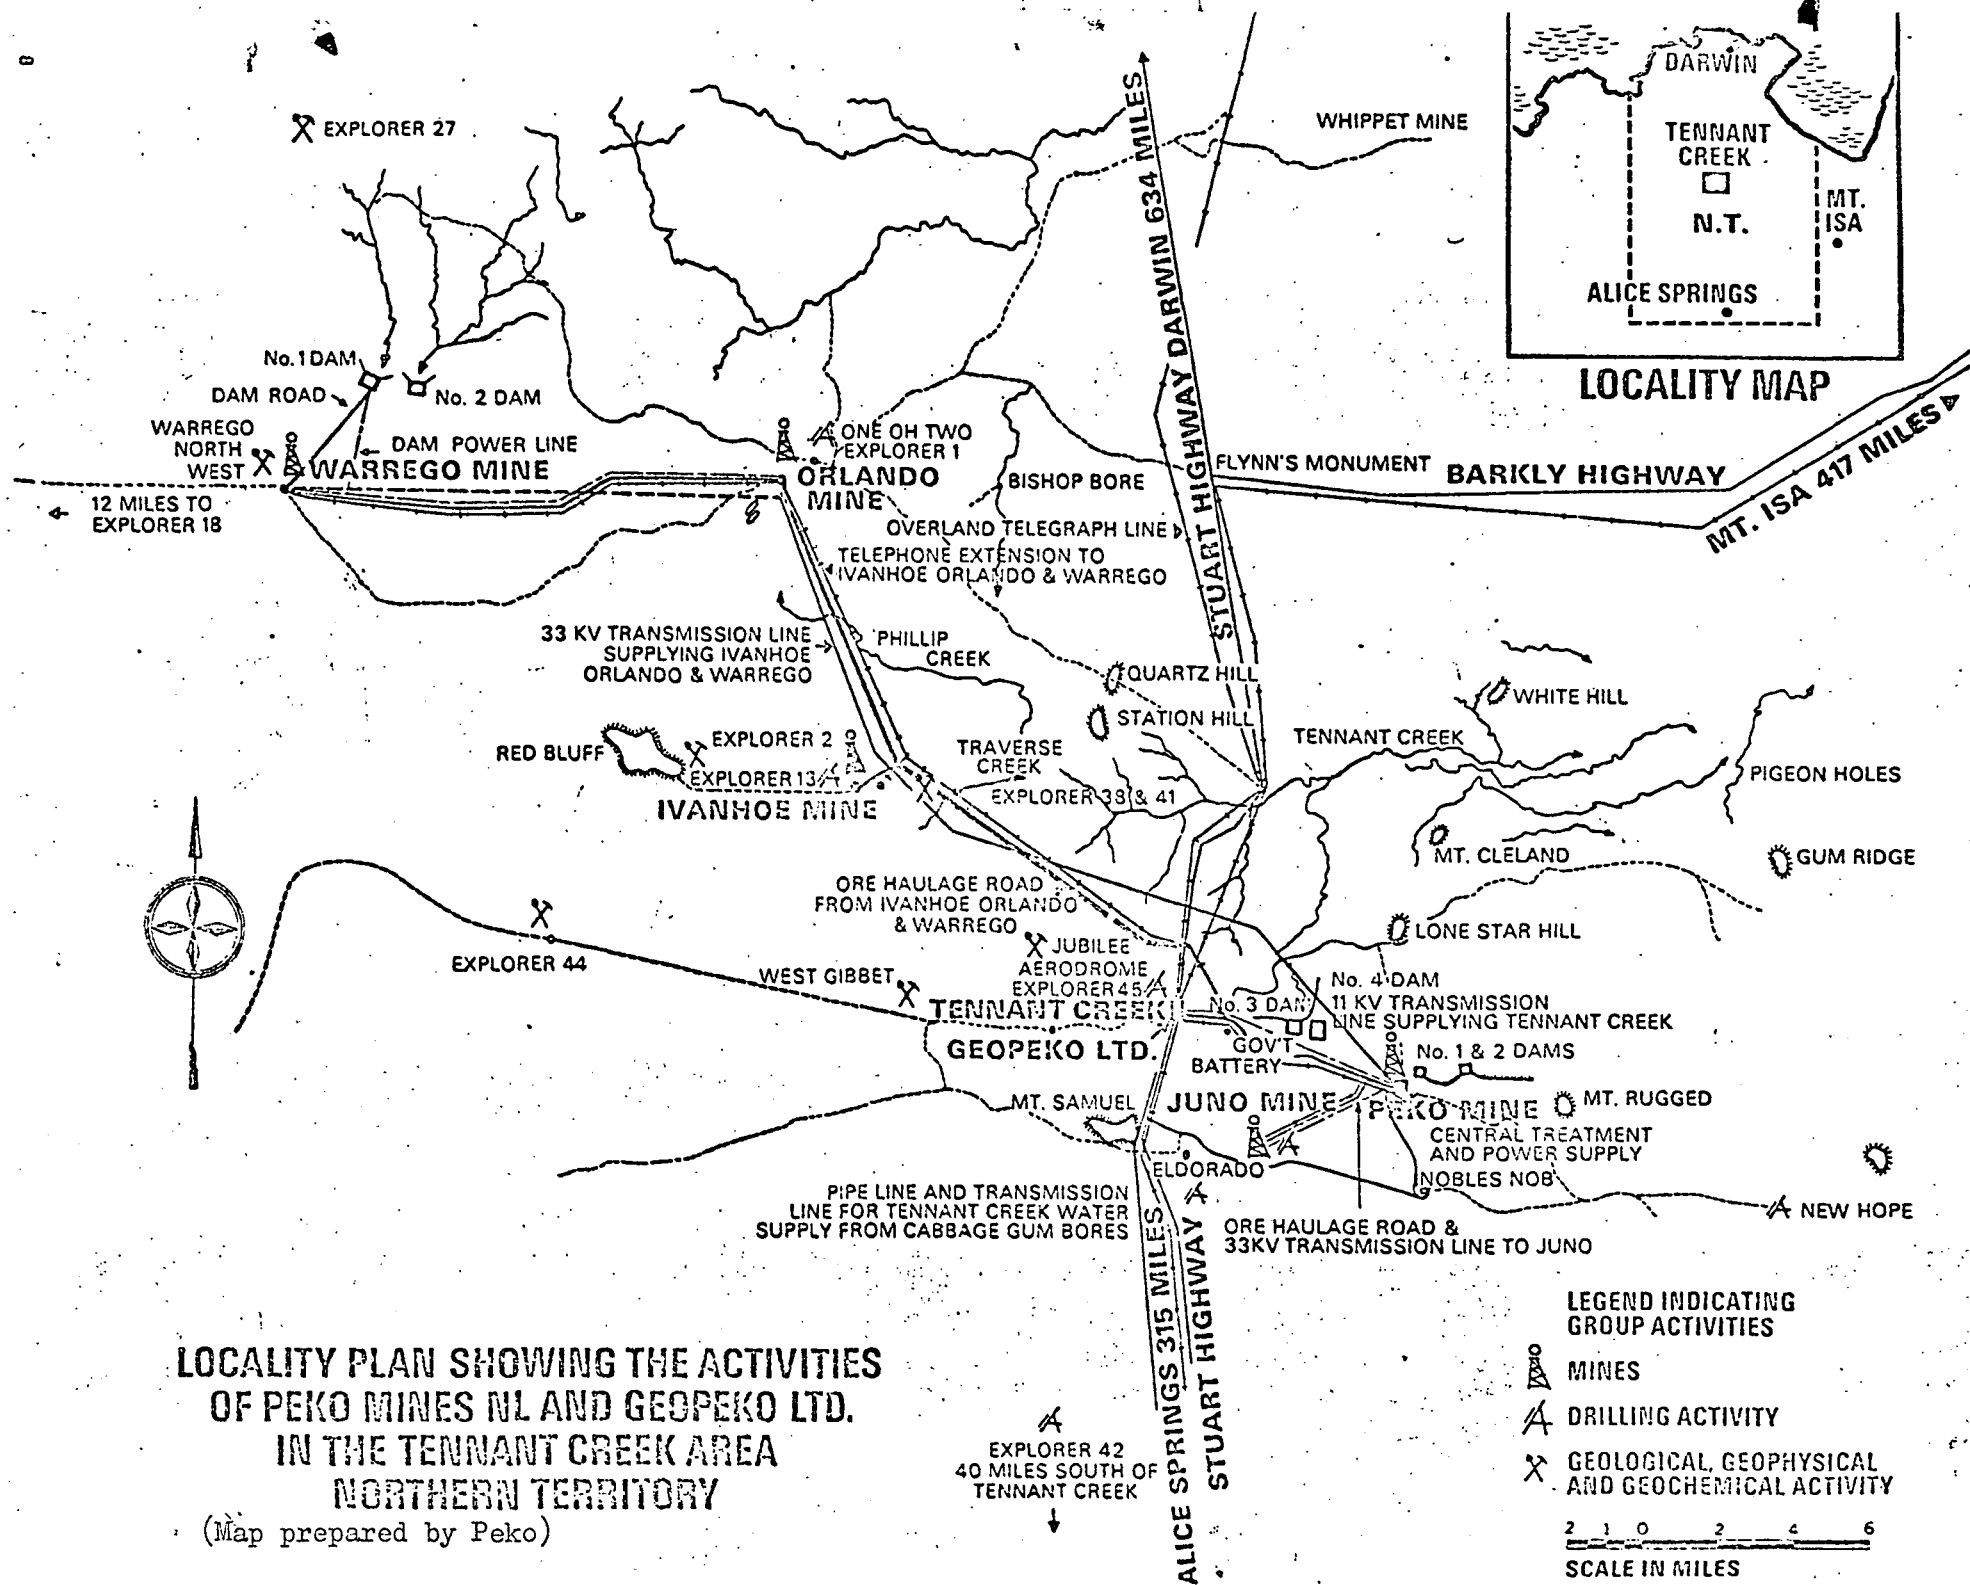 EXPLORER 27
WHIPPET MINE
DARWIN
TENNANT
CREEK
N.T.
MT.
ISA
ALICE SPRINGS
LOCALITY MAP
STUART HIGHWAY DARWIN 634 MILES
No. 1 DAM
DAM ROAD
No. 2 DAM
WARREGO
NORTH
WEST
DAM POWER LINE
WARREGO MINE
12 MILES TO
EXPLORER 18
ONE OH TWO
EXPLORER 1
ORLANDO
MINE
BISHOP BORE
FLYNN'S MONUMENT
BARKLY HIGHWAY
MT. ISA 417 MILES
OVERLAND TELEGRAPH LINE
TELEPHONE EXTENSION TO
IVANHOE ORLANDO & WARREGO
33 KV TRANSMISSION LINE
SUPPLYING IVANHOE
ORLANDO & WARREGO
PHILLIP
CREEK
QUARTZ HILL
STATION HILL
WHITE HILL
TENNANT CREEK
PIGEON HOLES
RED BLUFF
EXPLORER 2
EXPLORER 13
IVANHOE MINE
TRAVERSE
CREEK
EXPLORER 38 & 41
MT. CLELAND
GUM RIDGE
ORE HAULAGE ROAD
FROM IVANHOE ORLANDO
& WARREGO
LONE STAR HILL
EXPLORER 44
WEST GIBBET
JUBILEE
AERODROME
EXPLORER 45
TENNANT CREEK
GEOPEKO LTD.
No. 3 DAM
No. 4 DAM
11 KV TRANSMISSION
LINE SUPPLYING TENNANT CREEK
GOV'T
BATTERY
No. 1 & 2 DAMS
MT. SAMUEL
JUNO MINE
PEKO MINE
MT. RUGGED
CENTRAL TREATMENT
AND POWER SUPPLY
ELDORADO
NOBLES NOB
NEW HOPE
PIPE LINE AND TRANSMISSION
LINE FOR TENNANT CREEK WATER
SUPPLY FROM CABBAGE GUM BORES
ORE HAULAGE ROAD &
33KV TRANSMISSION LINE TO JUNO
ALICE SPRINGS 315 MILES
STUART HIGHWAY
EXPLORER 42
40 MILES SOUTH OF
TENNANT CREEK
LOCALITY PLAN SHOWING THE ACTIVITIES
OF PEKO MINES NL AND GEOPEKO LTD.
IN THE TENNANT CREEK AREA
NORTHERN TERRITORY
(Map prepared by Peko)
LEGEND INDICATING
GROUP ACTIVITIES
MINES
DRILLING ACTIVITY
GEOLOGICAL, GEOPHYSICAL
AND GEOCHEMICAL ACTIVITY
2 1 0 2 4 6
SCALE IN MILES